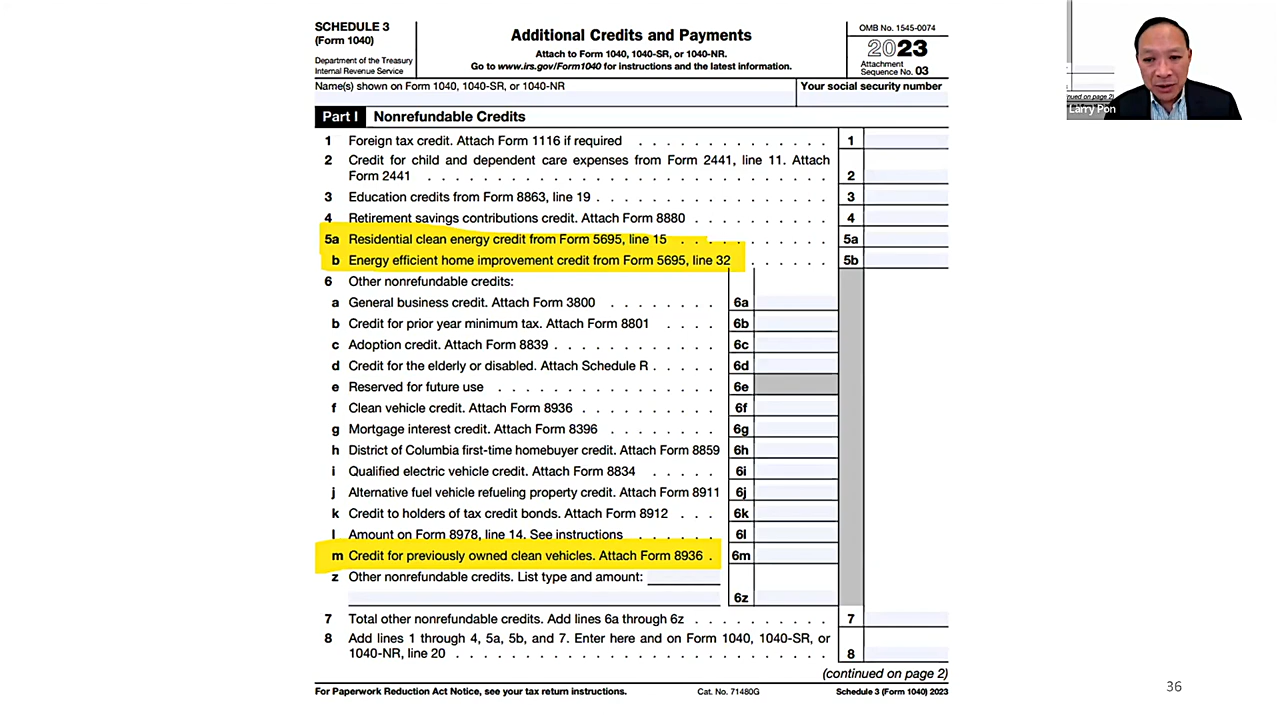 SCHEDULE 3
(Form 1040)
Department of the Treasury
Internal Revenue Service
Additional Credits and Payments
Attach to Form 1040, 1040-SR, or 1040-NR.
Go to www.irs.gov/Form1040 for instructions and the latest information.
OMB No. 1545-0074
2023
Attachment
Sequence No. 03
Name(s) shown on Form 1040, 1040-SR, or 1040-NR
Your social security number
Part I Nonrefundable Credits
1 Foreign tax credit. Attach Form 1116 if required . . . . . . . . . . . . . . 1
2 Credit for child and dependent care expenses from Form 2441, line 11. Attach
Form 2441 . . . . . . . . . . . . . . . . . . . . . . . . . 2
3 Education credits from Form 8863, line 19 . . . . . . . . . . . . . . . 3
4 Retirement savings contributions credit. Attach Form 8880 . . . . . . . . . 4
5a Residential clean energy credit from Form 5695, line 15 . . . . . . . . . . 5a
b Energy efficient home improvement credit from Form 5695, line 32 . . . . . . 5b
6 Other nonrefundable credits:
a General business credit. Attach Form 3800 . . . . . . . . 6a
b Credit for prior year minimum tax. Attach Form 8801 . . . . 6b
c Adoption credit. Attach Form 8839 . . . . . . . . . . . 6c
d Credit for the elderly or disabled. Attach Schedule R . . . . . 6d
e Reserved for future use . . . . . . . . . . . . . . . 6e
f Clean vehicle credit. Attach Form 8936 . . . . . . . . . . 6f
g Mortgage interest credit. Attach Form 8396 . . . . . . . . 6g
h District of Columbia first-time homebuyer credit. Attach Form 8859 6h
i Qualified electric vehicle credit. Attach Form 8834 . . . . . 6i
j Alternative fuel vehicle refueling property credit. Attach Form 8911 6j
k Credit to holders of tax credit bonds. Attach Form 8912 . . . 6k
l Amount on Form 8978, line 14. See instructions . . . . . . 6l
m Credit for previously owned clean vehicles. Attach Form 8936 . 6m
z Other nonrefundable credits. List type and amount:
6z
7 Total other nonrefundable credits. Add lines 6a through 6z . . . . . . . . . 7
8 Add lines 1 through 4, 5a, 5b, and 7. Enter here and on Form 1040, 1040-SR, or
1040-NR, line 20 . . . . . . . . . . . . . . . . . . . . . . . . 8
(continued on page 2)
For Paperwork Reduction Act Notice, see your tax return instructions. Cat. No. 71480G Schedule 3 (Form 1040) 2023
36
nued on page 2)
Larry Pon